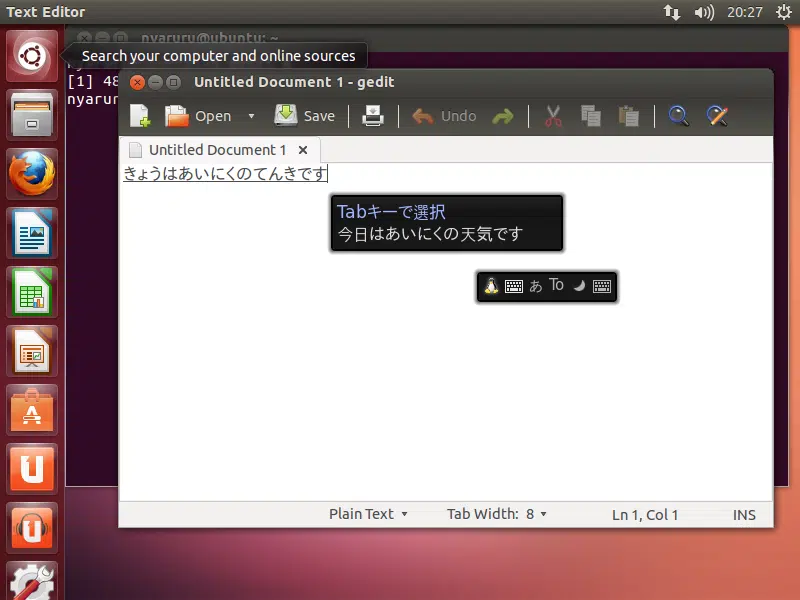 Text Editor 20:27
nyaruru@ubuntu: ~
Search your computer and online sources
[1] 48
nyarur
Untitled Document 1 - gedit
Open Save Undo
Untitled Document 1
きょうはあいにくのてんきです
Tabキーで選択
今日はあいにくの天気です
あ To
Plain Text Tab Width: 8 Ln 1, Col 1 INS